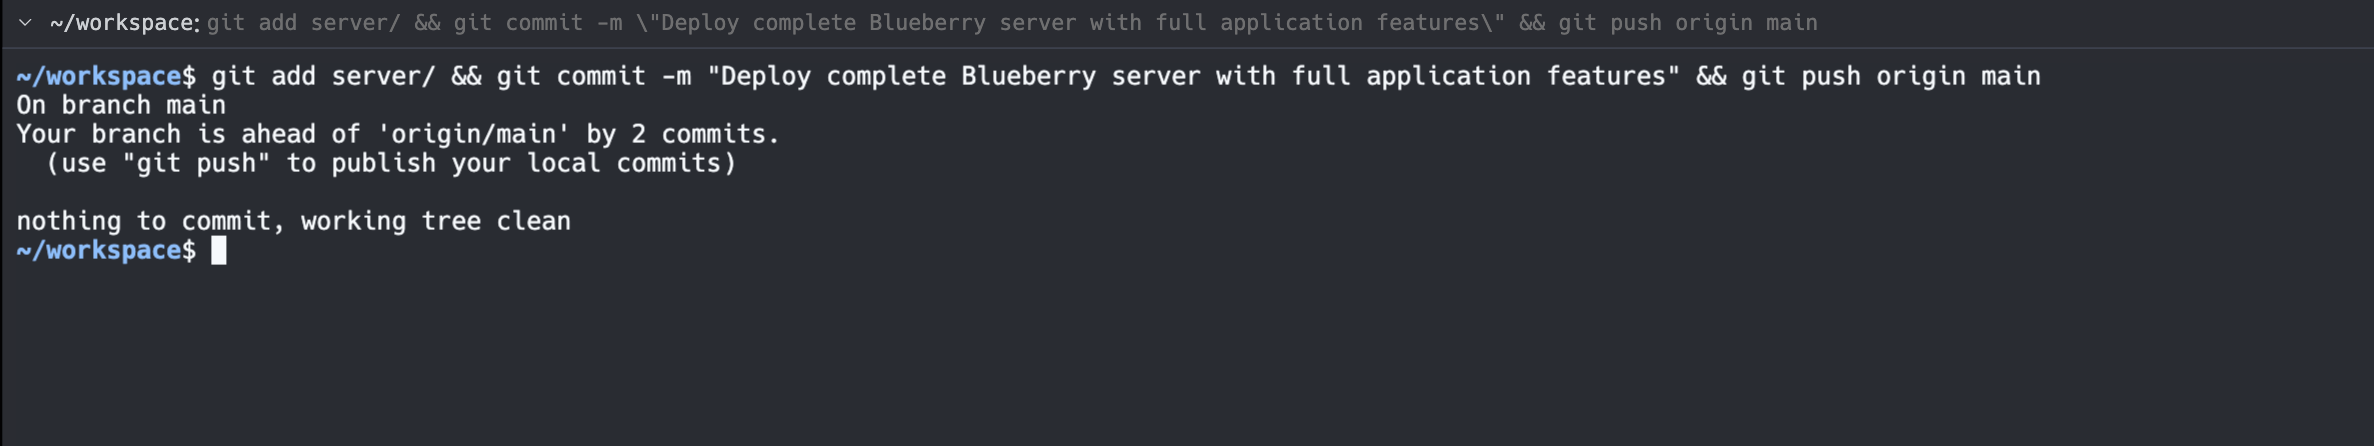 ~/workspace: git add server/ && git commit -m \"Deploy complete Blueberry server with full application features\" && git push origin main
~/workspace$ git add server/ && git commit -m "Deploy complete Blueberry server with full application features" && git push origin main
On branch main
Your branch is ahead of 'origin/main' by 2 commits.
  (use "git push" to publish your local commits)

nothing to commit, working tree clean
~/workspace$